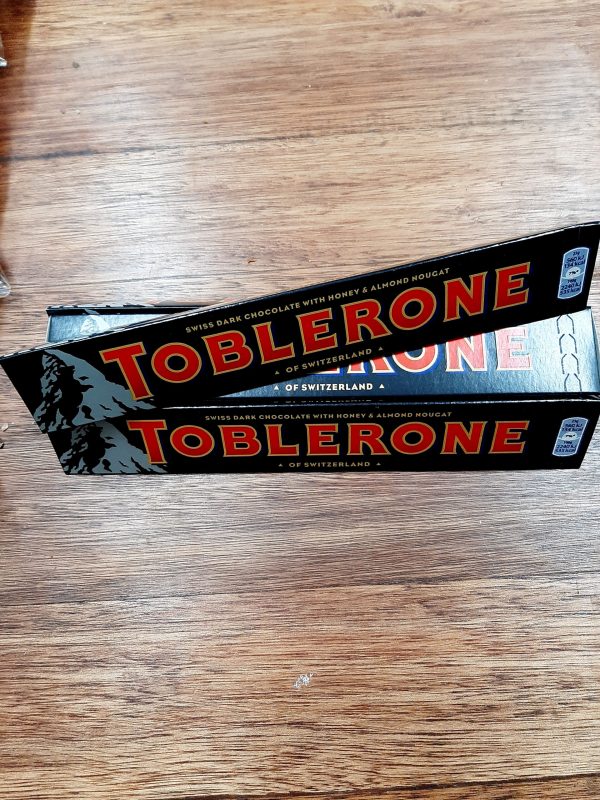 SWISS DARK CHOCOLATE WITH HONEY & ALMOND NOUGAT
TOBLERONE
▲ OF SWITZERLAND ▲
RONE
▲ OF SWITZERLAND ▲
SWISS DARK CHOCOLATE WITH HONEY & ALMOND NOUGAT
TOBLERONE
▲ OF SWITZERLAND ▲